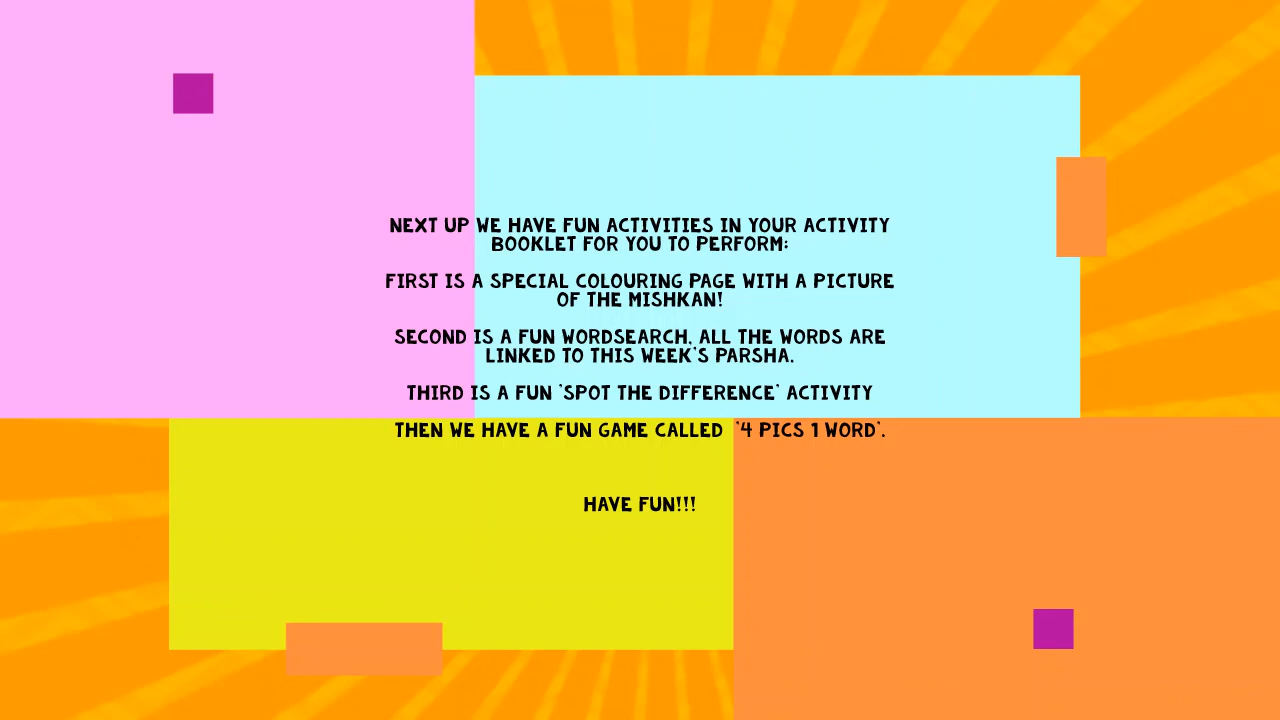 NEXT UP WE HAVE FUN ACTIVITIES IN YOUR ACTIVITY
BOOKLET FOR YOU TO PERFORM:
FIRST IS A SPECIAL COLOURING PAGE WITH A PICTURE
OF THE MISHKAN!
SECOND IS A FUN WORDSEARCH. ALL THE WORDS ARE
LINKED TO THIS WEEK'S PARSHA.
THIRD IS A FUN 'SPOT THE DIFFERENCE' ACTIVITY
THEN WE HAVE A FUN GAME CALLED '4 PICS 1 WORD'.
HAVE FUN!!!